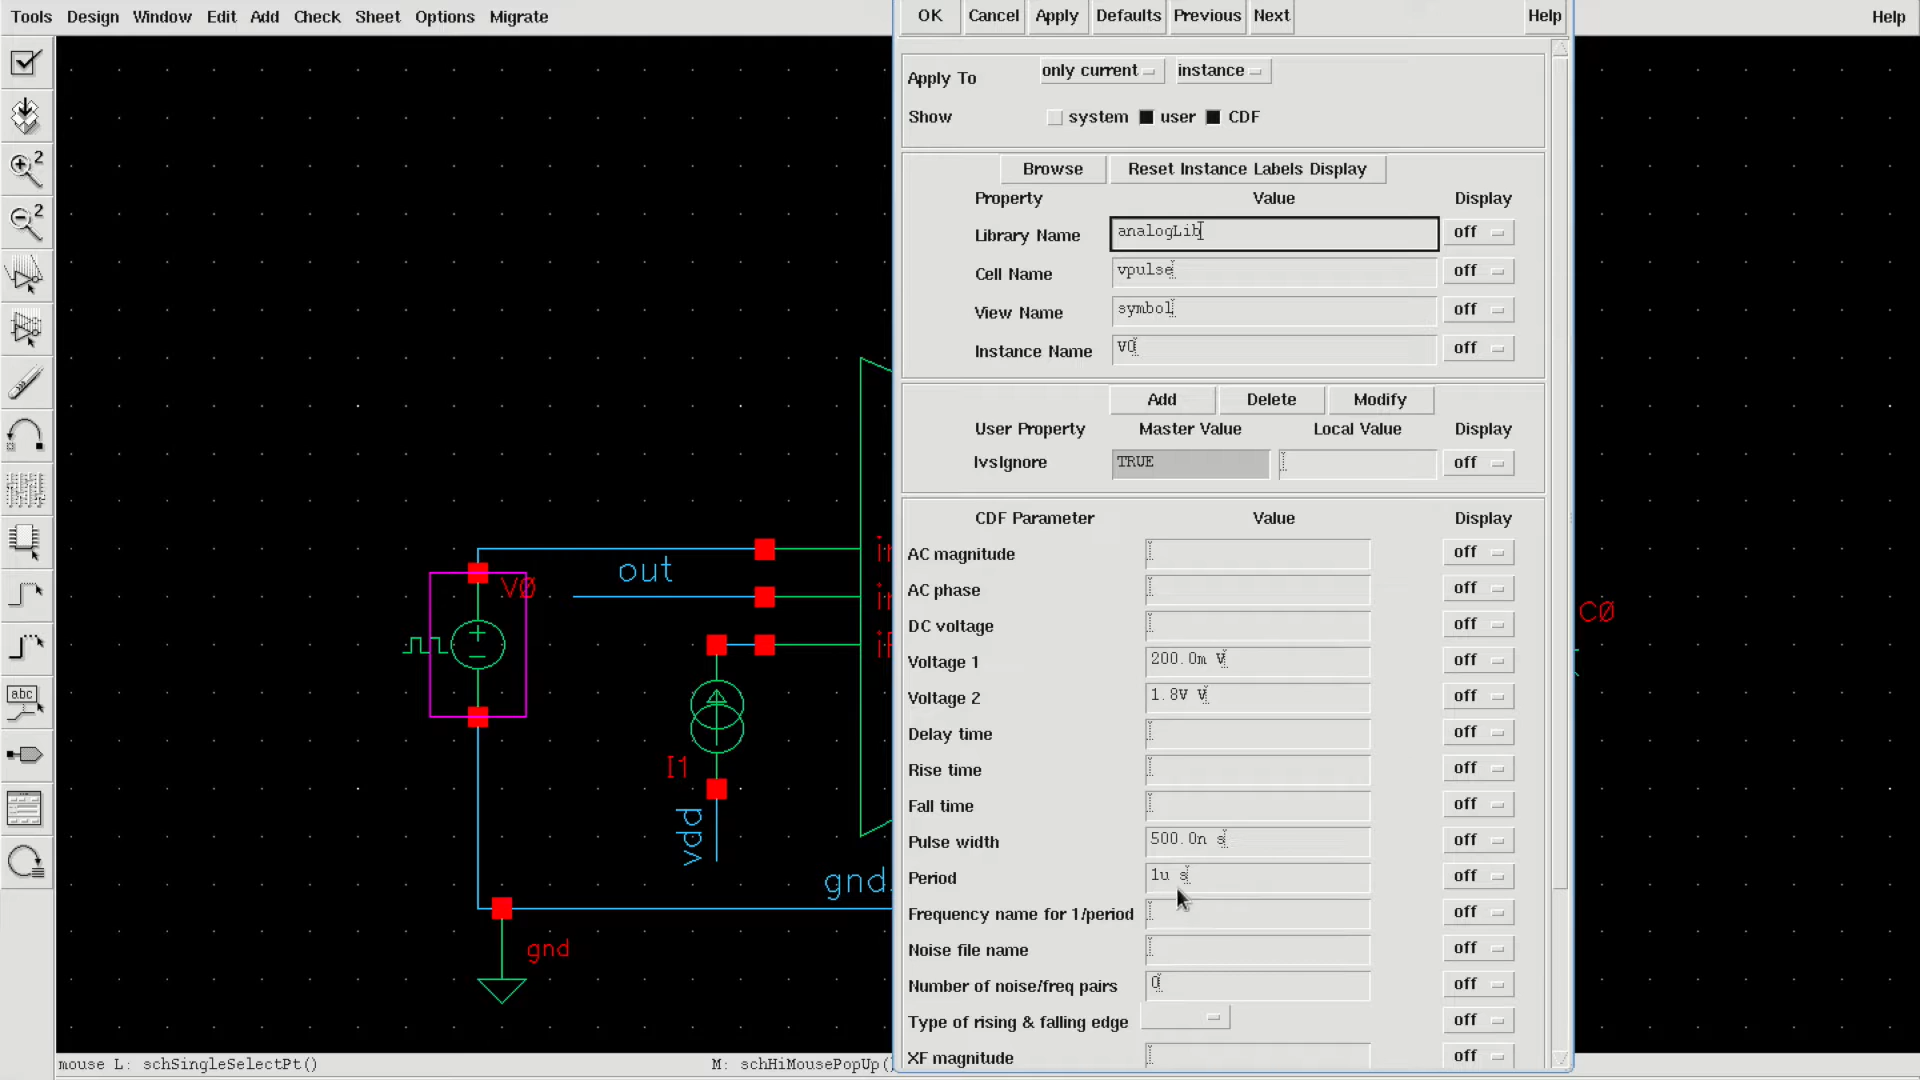 Tools Design Window Edit Add Check Sheet Options Migrate
Help
OK Cancel Apply Defaults Previous Next Help
Apply To only current instance
Show system user CDF
Browse Reset Instance Labels Display
Property Value Display
Library Name analogLib off
Cell Name vpulse off
View Name symbol off
Instance Name V0 off
Add Delete Modify
User Property Master Value Local Value Display
lvsIgnore TRUE off
CDF Parameter Value Display
AC magnitude off
AC phase off
DC voltage off
Voltage 1 200.0m V off
Voltage 2 1.8V V off
Delay time off
Rise time off
Fall time off
Pulse width 500.0n s off
Period 1u s off
Frequency name for 1/period off
Noise file name off
Number of noise/freq pairs 0 off
Type of rising & falling edge off
XF magnitude off
2
2
abc
out
V0
I1
vdd
gnd
gnd
C0
mouse L: schSingleSelectPt()
M: schHiMousePopUp()